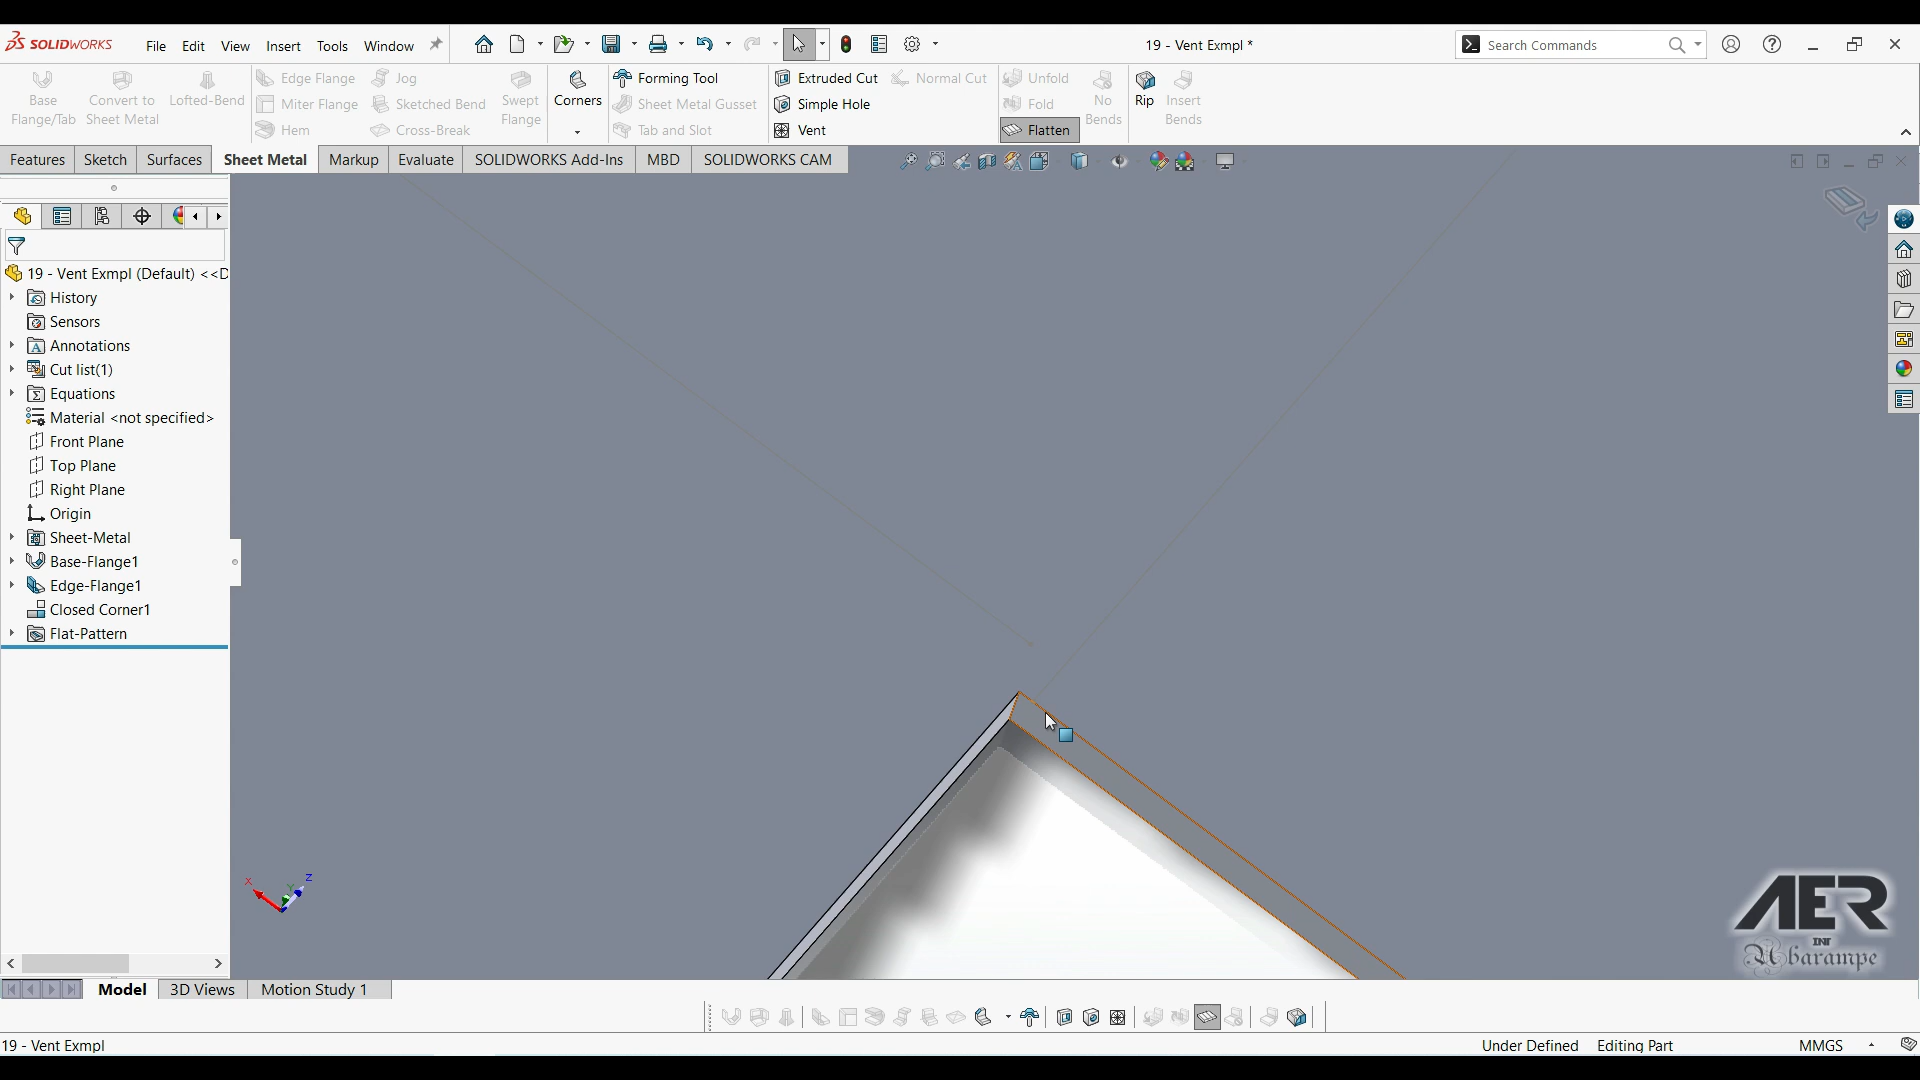 SOLIDWORKS
File Edit View Insert Tools Window
19 - Vent Exmpl *
Search Commands
Base Flange/Tab
Convert to Sheet Metal
Lofted-Bend
Edge Flange
Miter Flange
Hem
Jog
Sketched Bend
Cross-Break
Swept Flange
Corners
Forming Tool
Sheet Metal Gusset
Tab and Slot
Extruded Cut
Simple Hole
Vent
Normal Cut
Unfold
Fold
Flatten
No Bends
Rip
Insert Bends
Features Sketch Surfaces Sheet Metal Markup Evaluate SOLIDWORKS Add-Ins MBD SOLIDWORKS CAM
19 - Vent Exmpl (Default) <<D
History
Sensors
Annotations
Cut list(1)
Equations
Material <not specified>
Front Plane
Top Plane
Right Plane
Origin
Sheet-Metal
Base-Flange1
Edge-Flange1
Closed Corner1
Flat-Pattern
X Y Z
AER
INT
Abarampe
Model 3D Views Motion Study 1
19 - Vent Exmpl
Under Defined Editing Part MMGS